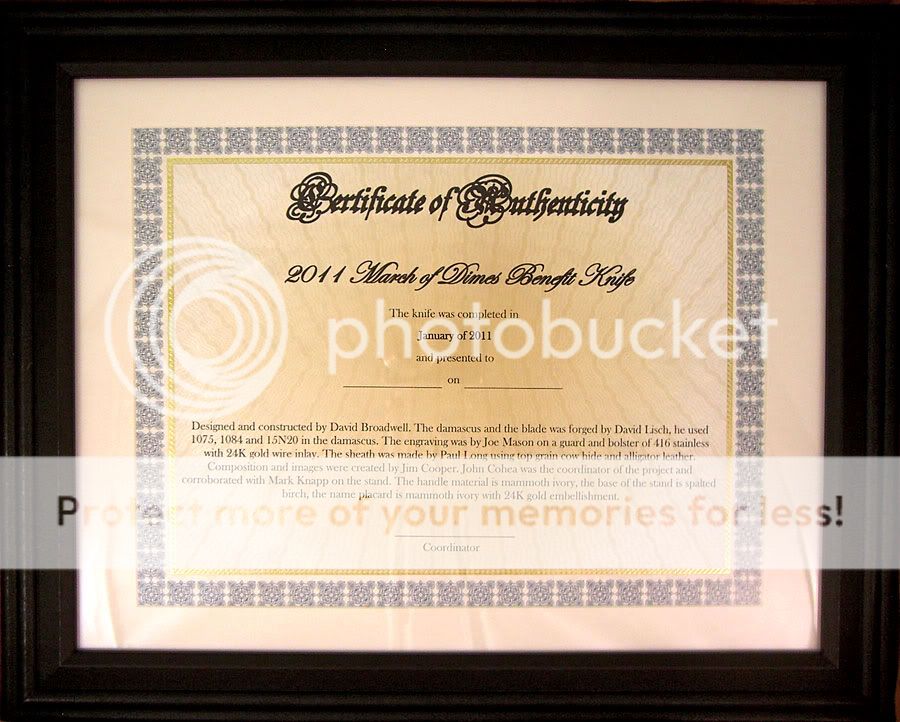 Certificate of Authenticity
2011 March of Dimes Benefit Knife
The knife was completed in
January of 2011
and presented to
on
photobucket
Designed and constructed by David Broadwell. The damascus and the blade was forged by David Lisch, he used
1075, 1084 and 15N20 in the damascus. The engraving was by Joe Mason on a guard and bolster of 416 stainless
with 24K gold wire inlay. The sheath was made by Paul Long using top grain cow hide and alligator leather.
Composition and images were created by Jim Cooper. John Cohea was the coordinator of the project and
corroborated with Mark Knapp on the stand. The handle material is mammoth ivory, the base of the stand is spalted
birch, the name placard is mammoth ivory with 24K gold embellishment.
Protect more of your memories for less!
Coordinator